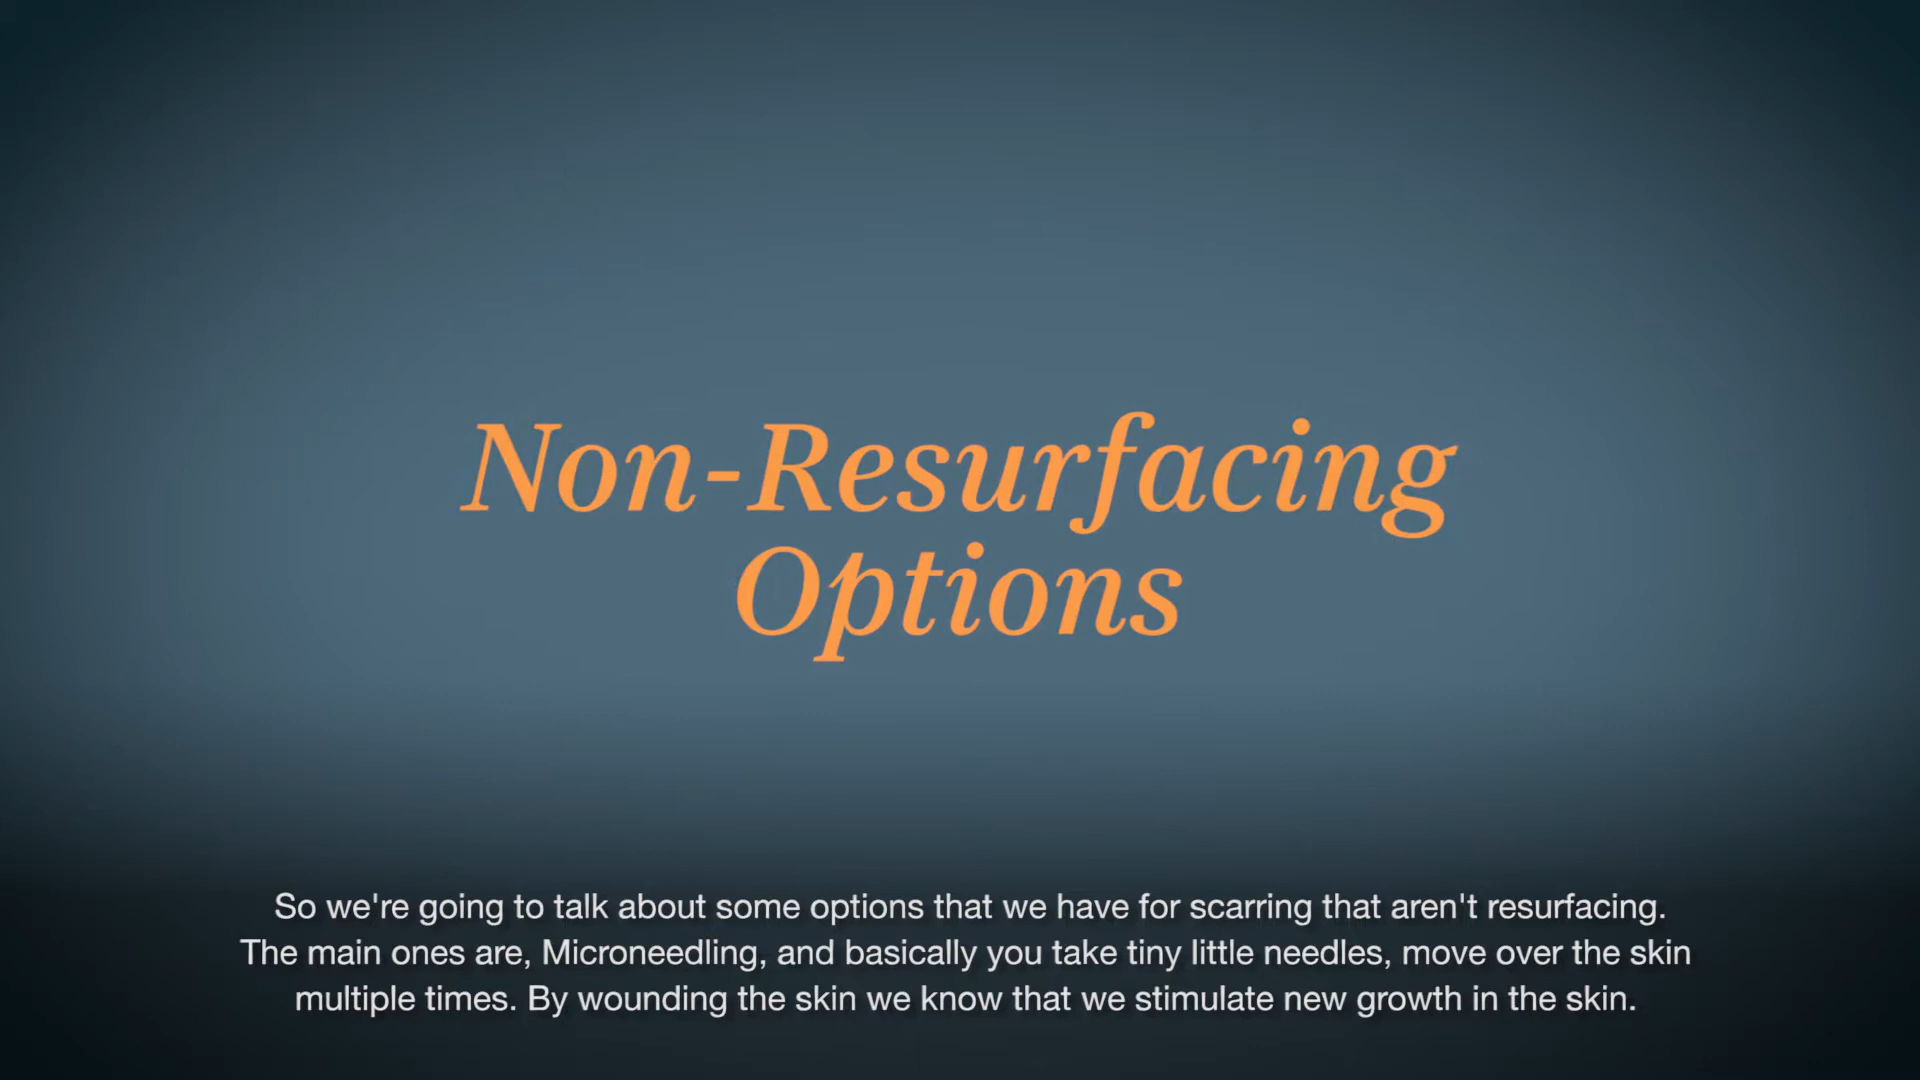 Non-Resurfacing
Options
So we're going to talk about some options that we have for scarring that aren't resurfacing.
The main ones are, Microneedling, and basically you take tiny little needles, move over the skin
multiple times. By wounding the skin we know that we stimulate new growth in the skin.